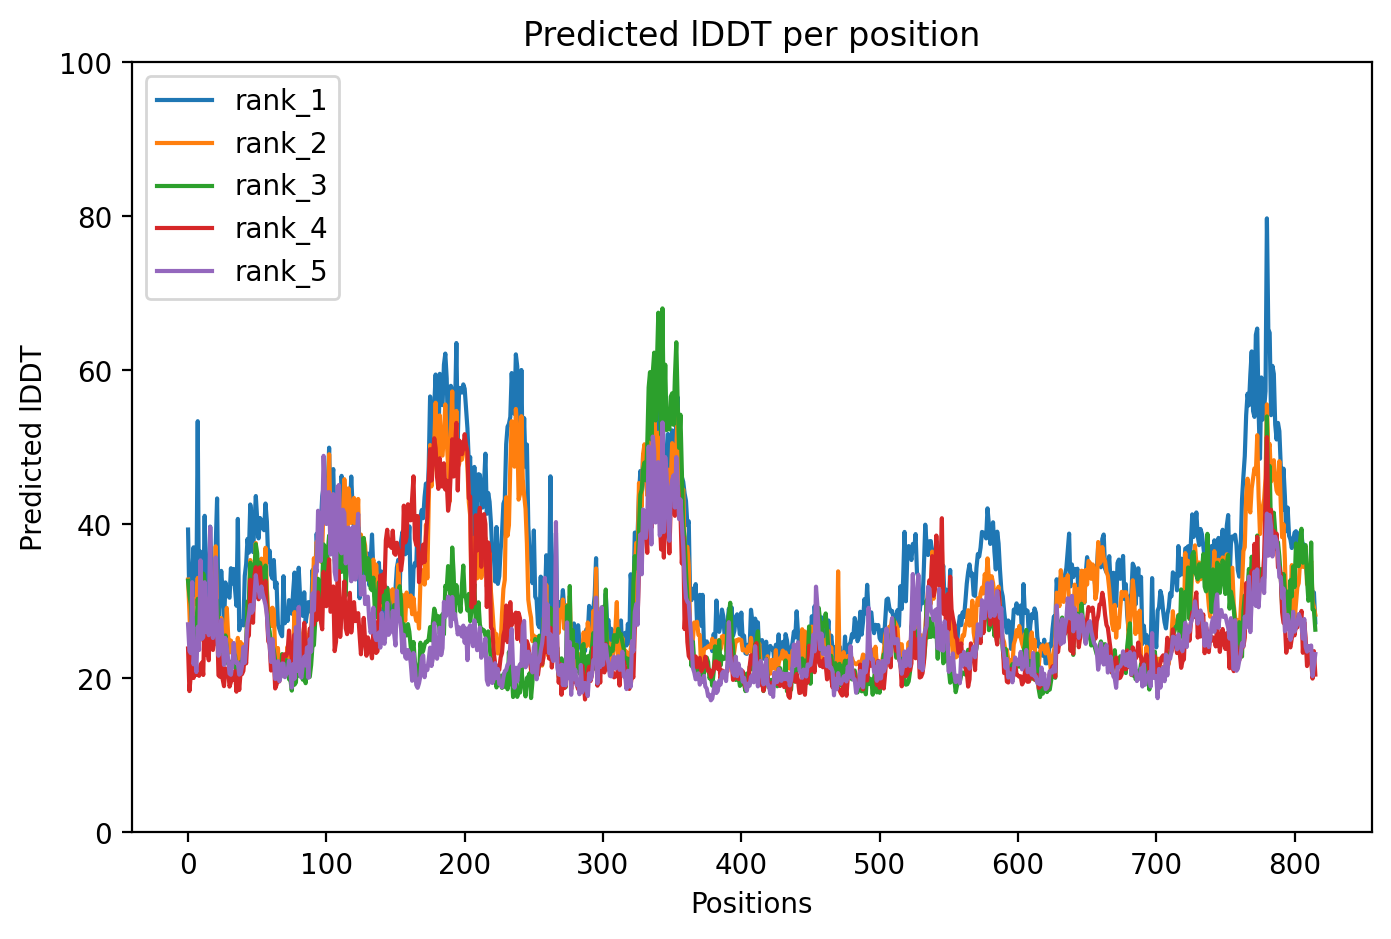 Predicted lDDT per position
100
80
60
40
20
0
Predicted lDDT
rank_1
rank_2
rank_3
rank_4
rank_5
0 100 200 300 400 500 600 700 800
Positions